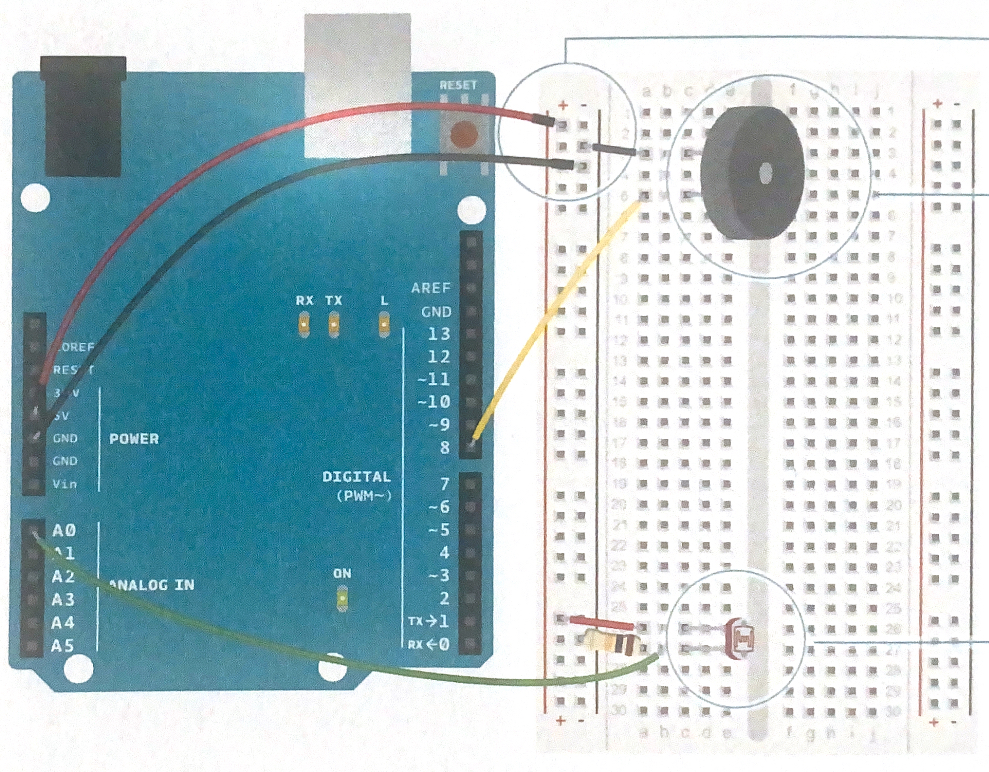 RESET
+ -
a b c d e
f g h i j
+ -
RX TX L
AREF
GND
13
12
~11
~10
~9
8
IOREF
RESET
3.3V
5V
GND
GND
Vin
POWER
DIGITAL
(PWM~)
7
~6
~5
4
~3
2
TX→1
RX←0
A0
A1
A2
A3
A4
A5
ANALOG IN
ON
1
2
3
4
5
6
7
8
9
10
11
12
13
14
15
16
17
18
19
20
21
22
23
24
25
26
27
28
29
30
+ -
a b c d e
f g h i j
+ -